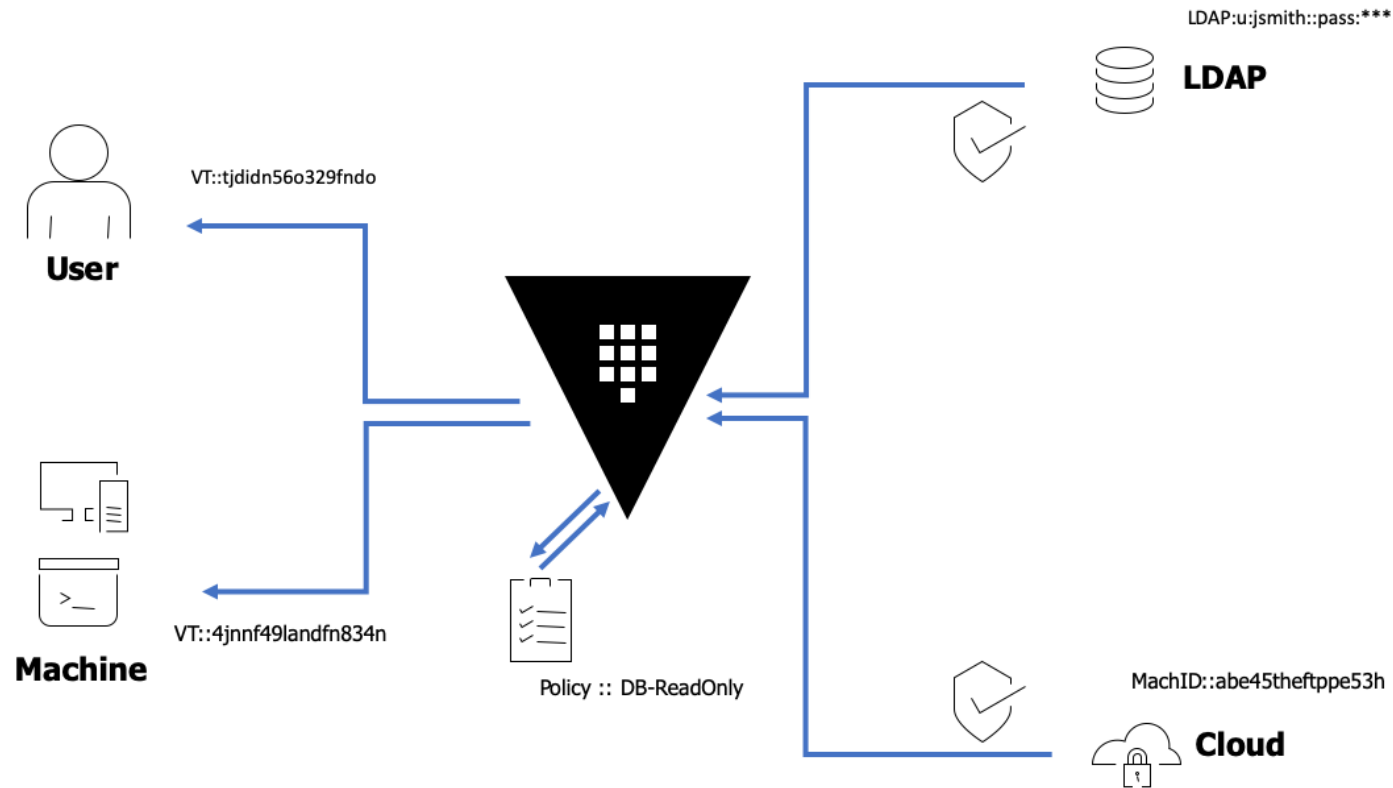 LDAP:u:jsmith::pass:***
LDAP
VT::tjdidn56o329fndo
User
VT::4jnnf49landfn834n
Machine
Policy :: DB-ReadOnly
MachID::abe45theftppe53h
Cloud